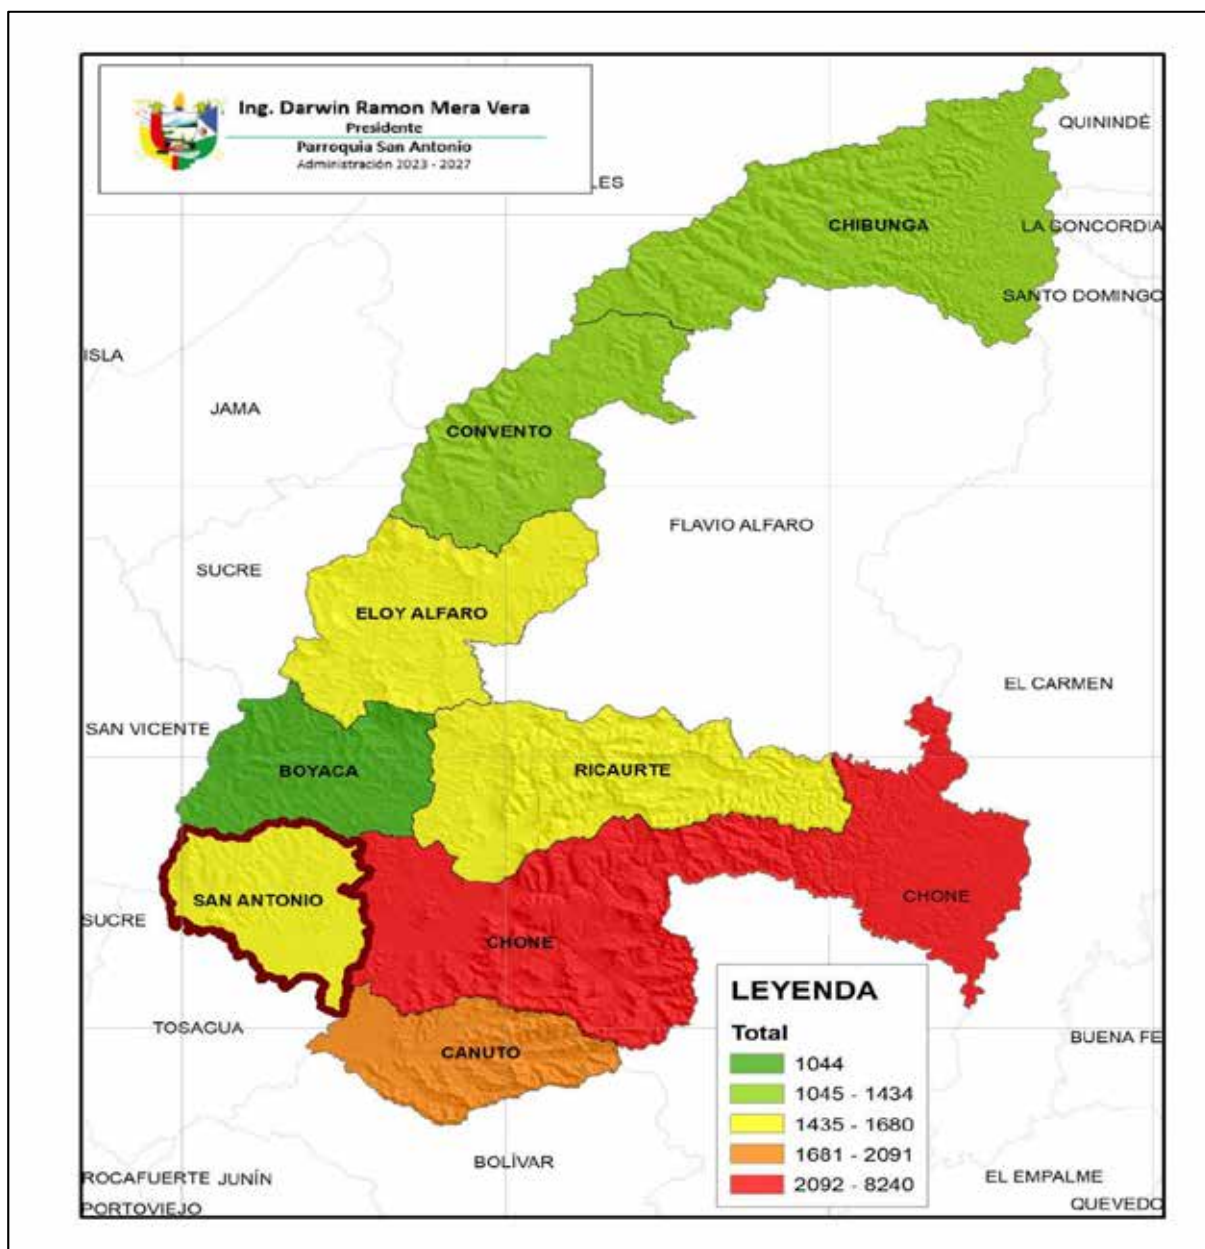 Ing. Darwin Ramon Mera Vera
Presidente
Parroquia San Antonio
Administración 2023 - 2027
LES
QUININDÉ
CHIBUNGA
LA CONCORDIA
SANTO DOMINGO
ISLA
JAMA
CONVENTO
FLAVIO ALFARO
SUCRE
ELOY ALFARO
EL CARMEN
SAN VICENTE
BOYACA
RICAURTE
SAN ANTONIO
CHONE
SUCRE
CHONE
LEYENDA
Total
1044
1045 - 1434
1435 - 1680
1681 - 2091
2092 - 8240
TOSAGUA
CANUTO
BUENA FE
BOLÍVAR
ROCAFUERTE JUNÍN
EL EMPALME
PORTOVIEJO
QUEVEDO